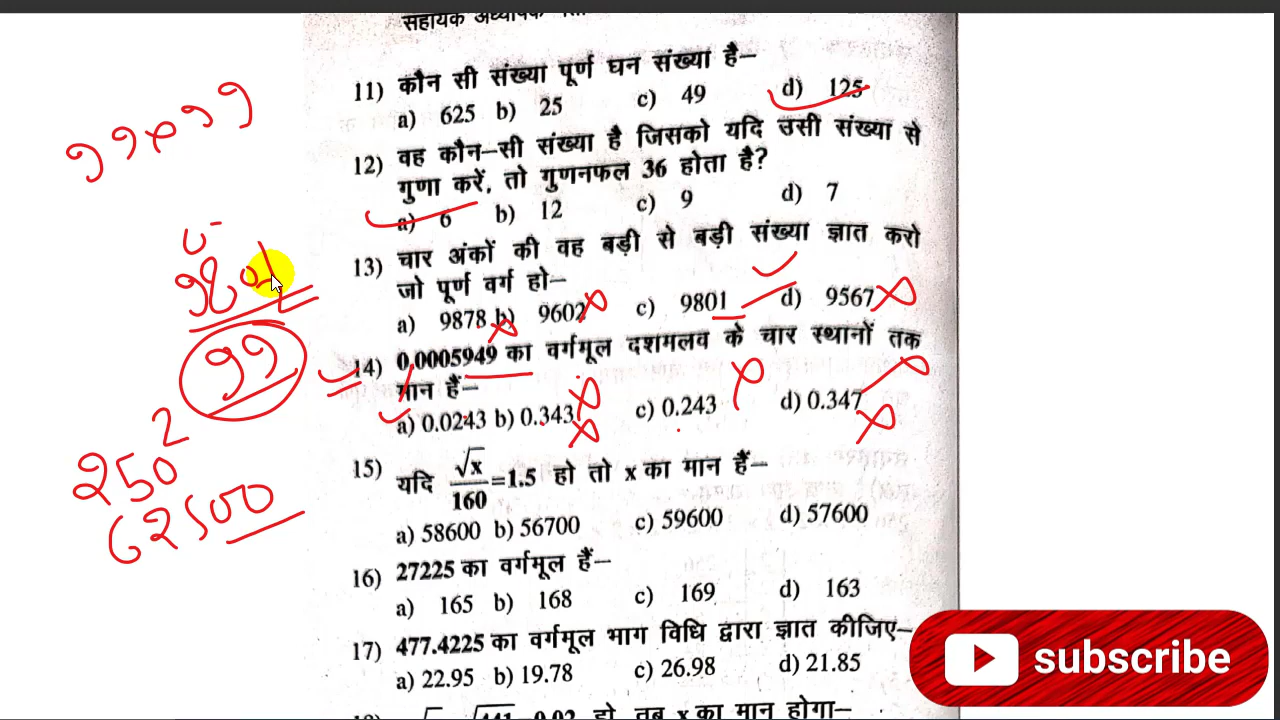 सहायक अध्यापक
11) कौन सी संख्या पूर्ण घन संख्या है–
a) 625 b) 25 c) 49 d) 125
12) वह कौन–सी संख्या है जिसको यदि उसी संख्या से
गुणा करें, तो गुणनफल 36 होता है?
a) 6 b) 12 c) 9 d) 7
13) चार अंकों की वह बड़ी से बड़ी संख्या ज्ञात करो
जो पूर्ण वर्ग हो–
a) 9878 b) 9602 c) 9801 d) 9567
14) 0.0005949 का वर्गमूल दशमलव के चार स्थानों तक
मान हैं–
a) 0.0243 b) 0.343 c) 0.243 d) 0.347
15) यदि √x/160=1.5 हो तो x का मान हैं–
a) 58600 b) 56700 c) 59600 d) 57600
16) 27225 का वर्गमूल हैं–
a) 165 b) 168 c) 169 d) 163
17) 477.4225 का वर्गमूल भाग विधि द्वारा ज्ञात कीजिए–
a) 22.95 b) 19.78 c) 26.98 d) 21.85
हो, तब x का मान होगा–
99×99
9801
99
250²
62500
subscribe